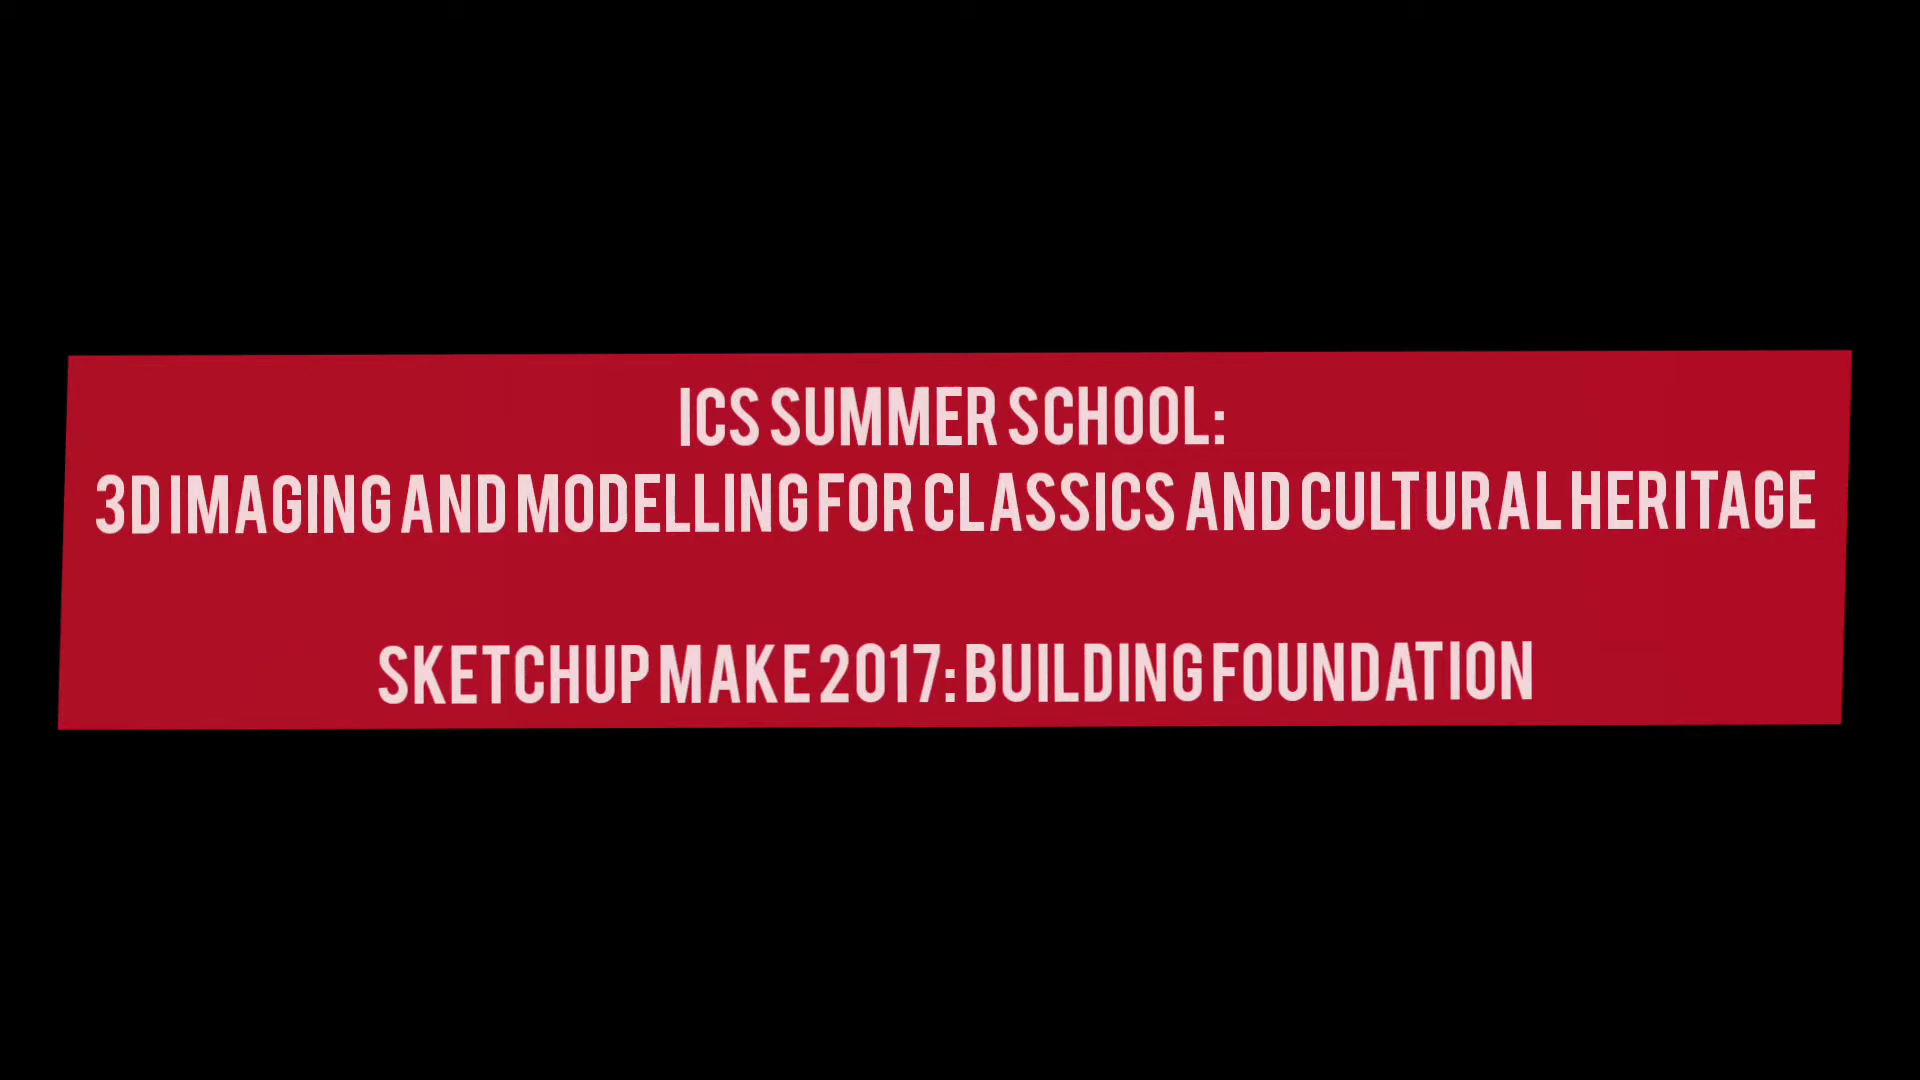 ICS SUMMER SCHOOL:
3D IMAGING AND MODELLING FOR CLASSICS AND CULTURAL HERITAGE
SKETCHUP MAKE 2017: BUILDING FOUNDATION